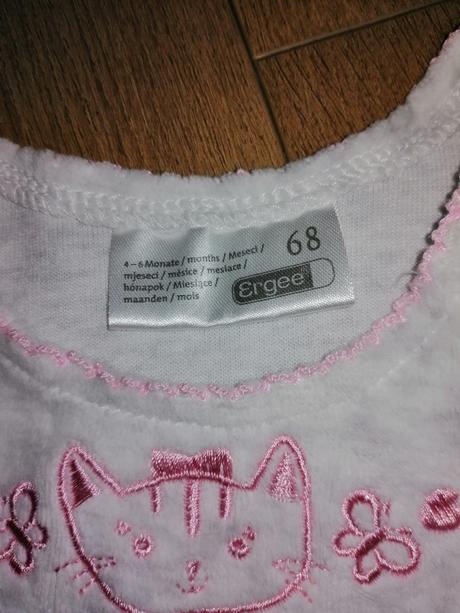 4–6 Monate / months / Meseci /
mjeseci / měsíce / mesiace /
hónapok / Miesiące /
maanden / mois
68
Ergee